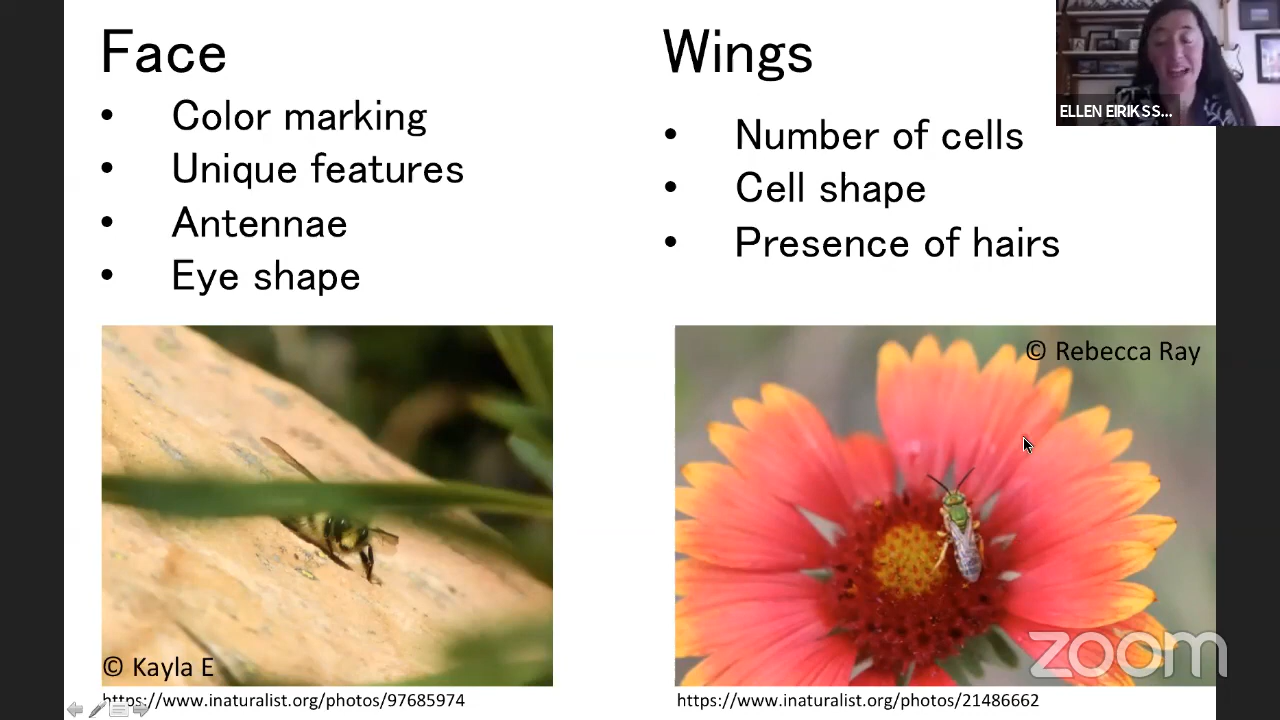 Face
• Color marking
• Unique features
• Antennae
• Eye shape
Wings
• Number of cells
• Cell shape
• Presence of hairs
ELLEN EIRIKSS...
© Rebecca Ray
© Kayla E
zoom
https://www.inaturalist.org/photos/97685974
https://www.inaturalist.org/photos/21486662